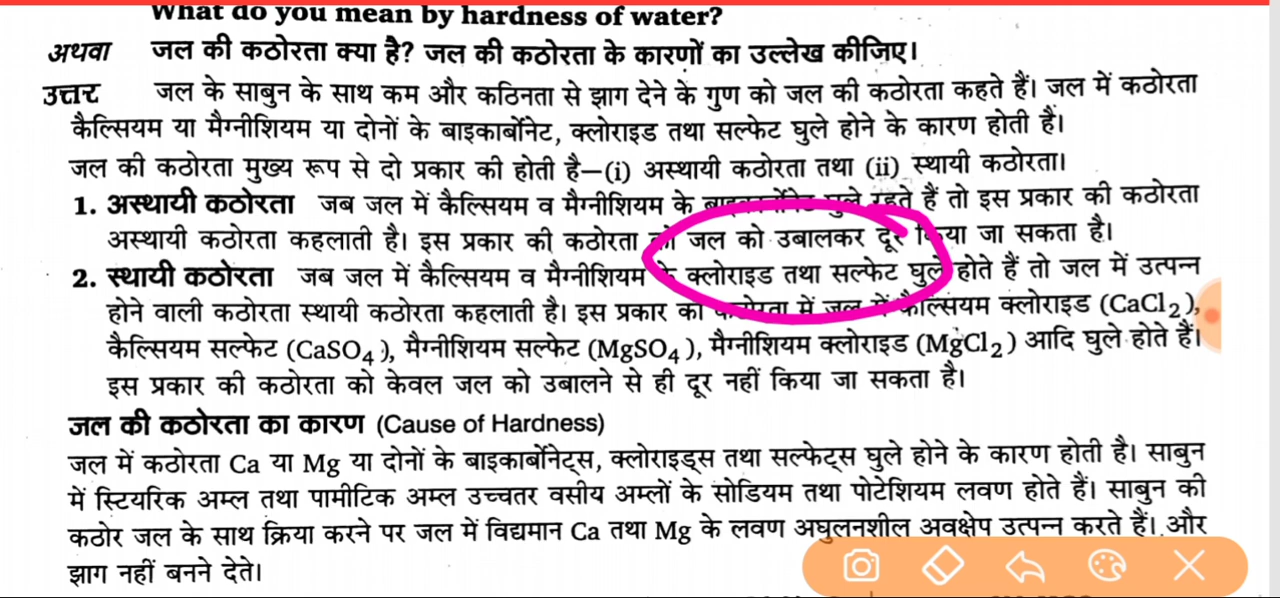 What do you mean by hardness of water?
अथवा जल की कठोरता क्या है? जल की कठोरता के कारणों का उल्लेख कीजिए।
उत्तर जल के साबुन के साथ कम और कठिनता से झाग देने के गुण को जल की कठोरता कहते हैं। जल में कठोरता
कैल्सियम या मैग्नीशियम या दोनों के बाइकार्बोनेट, क्लोराइड तथा सल्फेट घुले होने के कारण होती हैं।
जल की कठोरता मुख्य रूप से दो प्रकार की होती है—(i) अस्थायी कठोरता तथा (ii) स्थायी कठोरता।
1. अस्थायी कठोरता जब जल में कैल्सियम व मैग्नीशियम के बाइकार्बोनेट घुले रहते हैं तो इस प्रकार की कठोरता
अस्थायी कठोरता कहलाती है। इस प्रकार की कठोरता को जल को उबालकर दूर किया जा सकता है।
2. स्थायी कठोरता जब जल में कैल्सियम व मैग्नीशियम के क्लोराइड तथा सल्फेट घुले होते हैं तो जल में उत्पन्न
होने वाली कठोरता स्थायी कठोरता कहलाती है। इस प्रकार की कठोरता में जल में कैल्सियम क्लोराइड (CaCl₂),
कैल्सियम सल्फेट (CaSO₄), मैग्नीशियम सल्फेट (MgSO₄), मैग्नीशियम क्लोराइड (MgCl₂) आदि घुले होते हैं।
इस प्रकार की कठोरता को केवल जल को उबालने से ही दूर नहीं किया जा सकता है।
जल की कठोरता का कारण (Cause of Hardness)
जल में कठोरता Ca या Mg या दोनों के बाइकार्बोनेट्स, क्लोराइड्स तथा सल्फेट्स घुले होने के कारण होती है। साबुन
में स्टियरिक अम्ल तथा पामीटिक अम्ल उच्चतर वसीय अम्लों के सोडियम तथा पोटेशियम लवण होते हैं। साबुन की
कठोर जल के साथ क्रिया करने पर जल में विद्यमान Ca तथा Mg के लवण अघुलनशील अवक्षेप उत्पन्न करते हैं। और
झाग नहीं बनने देते।